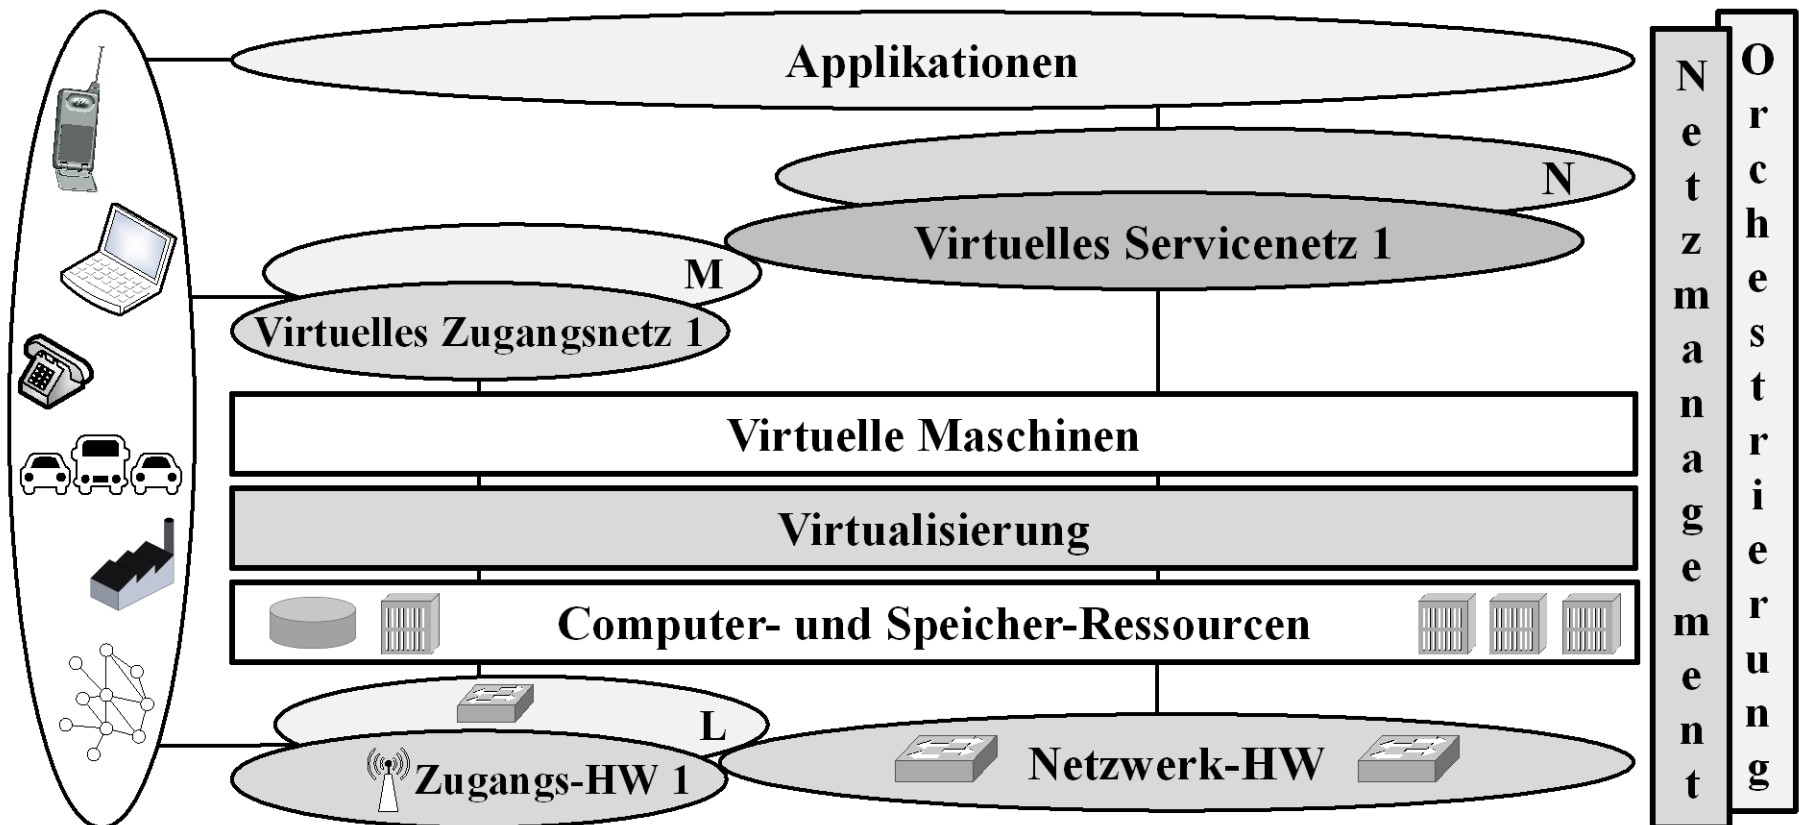 Applikationen
N
Virtuelles Servicenetz 1
M
Virtuelles Zugangsnetz 1
Virtuelle Maschinen
Virtualisierung
Computer- und Speicher-Ressourcen
L
Zugangs-HW 1
Netzwerk-HW
Netzmanagement
Orchestrierung